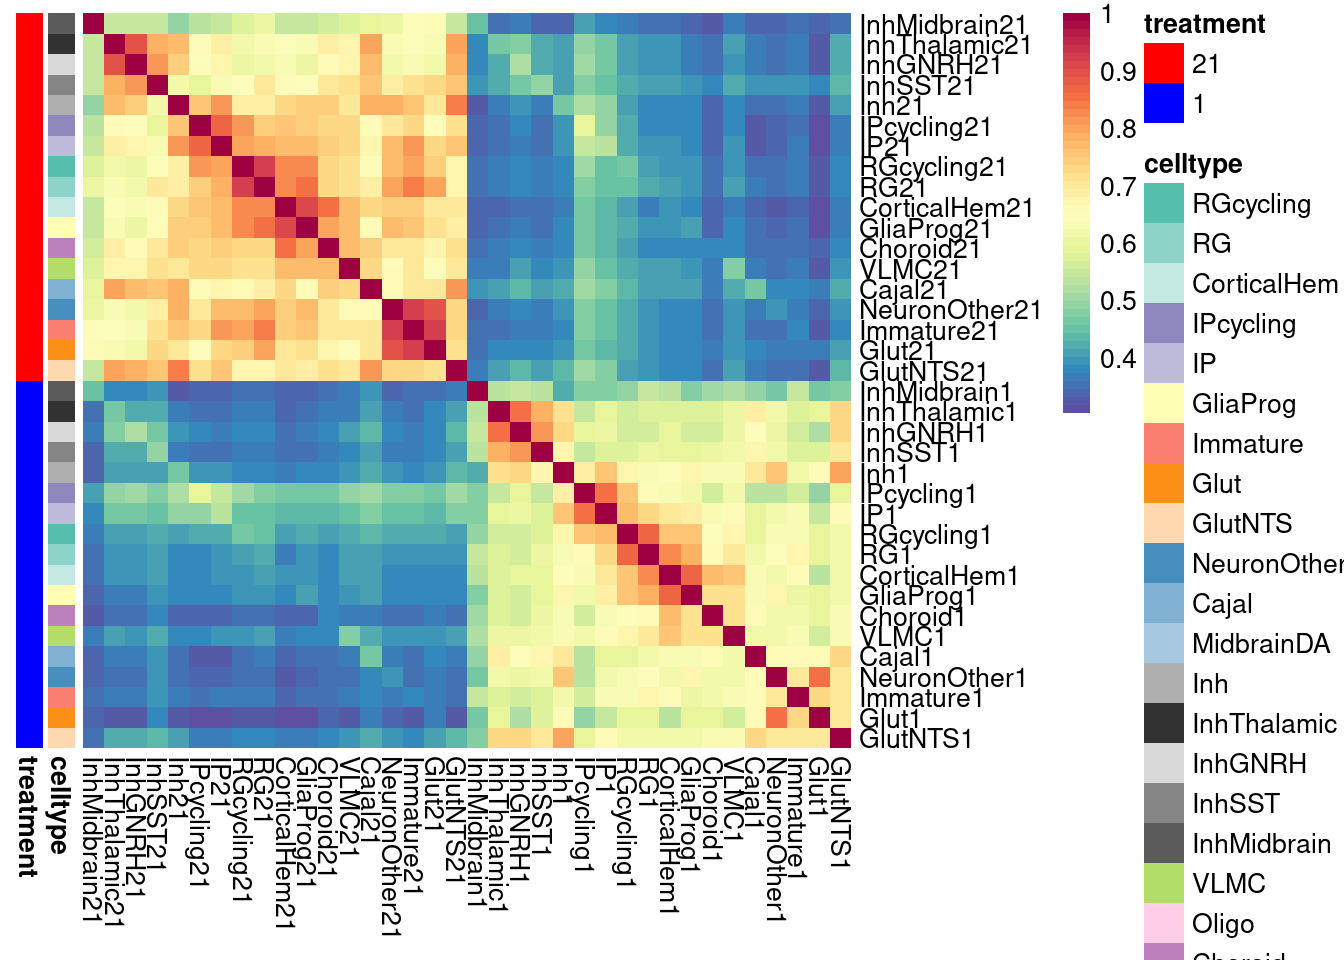 InhMidbrain21
InhThalamic21
InhGNRH21
InhSST21
Inh21
IPcycling21
IP21
RGcycling21
RG21
CorticalHem21
GliaProg21
Choroid21
VLMC21
Cajal21
NeuronOther21
Immature21
Glut21
GlutNTS21
InhMidbrain1
InhThalamic1
InhGNRH1
InhSST1
Inh1
IPcycling1
IP1
RGcycling1
RG1
CorticalHem1
GliaProg1
Choroid1
VLMC1
Cajal1
NeuronOther1
Immature1
Glut1
GlutNTS1
treatment
celltype
InhMidbrain21
InhThalamic21
InhGNRH21
InhSST21
Inh21
IPcycling21
IP21
RGcycling21
RG21
CorticalHem21
GliaProg21
Choroid21
VLMC21
Cajal21
NeuronOther21
Immature21
Glut21
GlutNTS21
InhMidbrain1
InhThalamic1
InhGNRH1
InhSST1
Inh1
IPcycling1
IP1
RGcycling1
RG1
CorticalHem1
GliaProg1
Choroid1
VLMC1
Cajal1
NeuronOther1
Immature1
Glut1
GlutNTS1
1
0.9
0.8
0.7
0.6
0.5
0.4
treatment
21
1
celltype
RGcycling
RG
CorticalHem
IPcycling
IP
GliaProg
Immature
Glut
GlutNTS
NeuronOther
Cajal
MidbrainDA
Inh
InhThalamic
InhGNRH
InhSST
InhMidbrain
VLMC
Oligo
Choroid